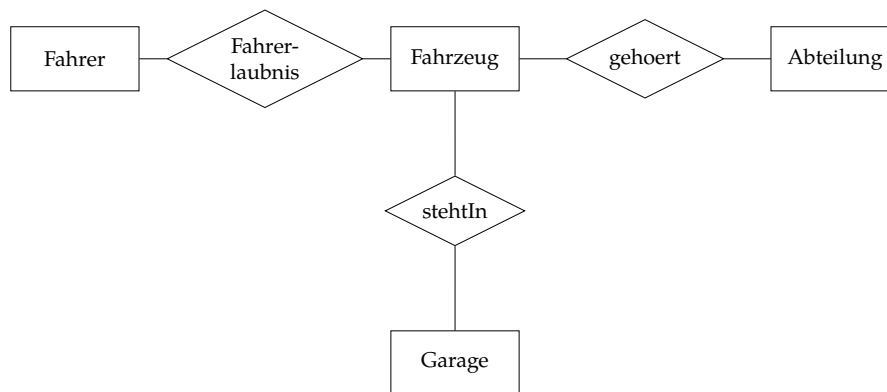 Fahrer
Fahrer-
laubnis
Fahrzeug
gehoert
Abteilung
stehtIn
Garage